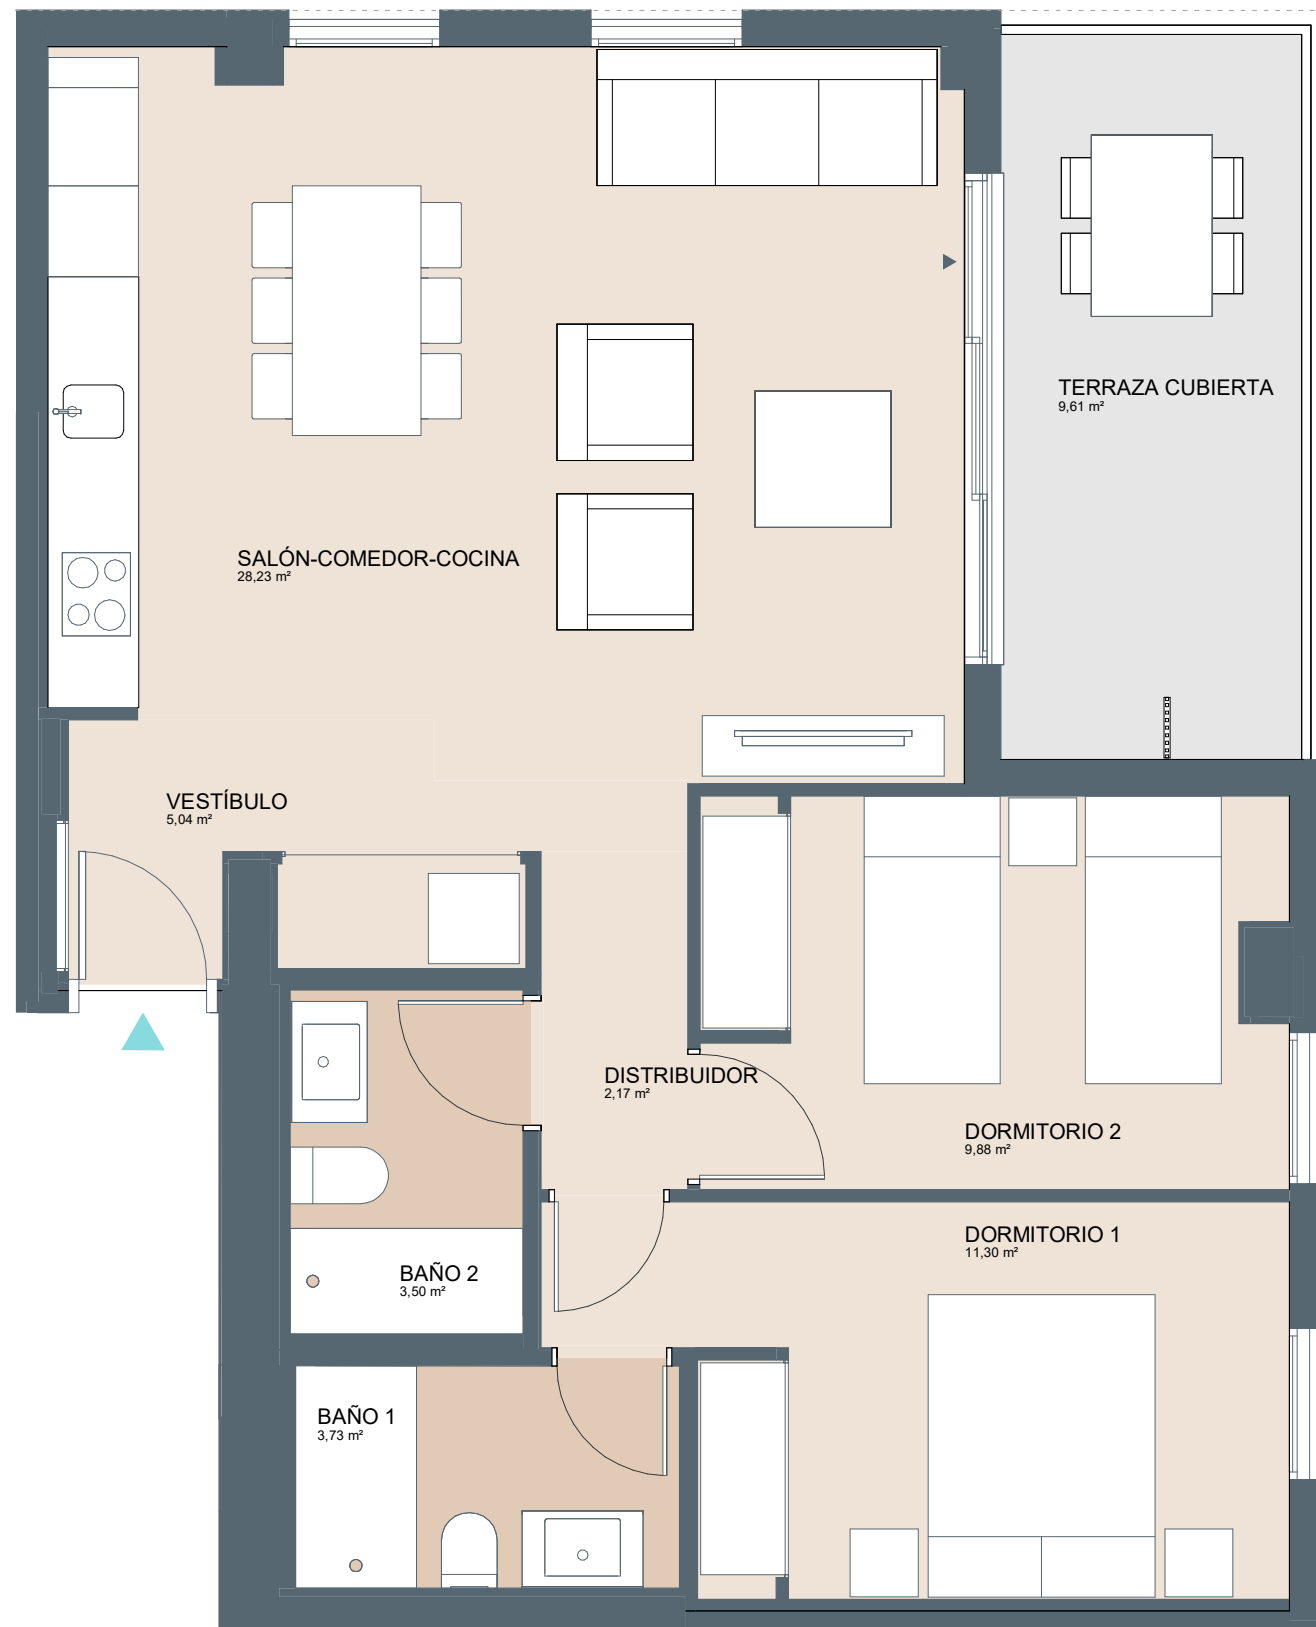 TERRAZA CUBIERTA
9,61 m²
SALÓN-COMEDOR-COCINA
28,23 m²
VESTÍBULO
5,04 m²
DISTRIBUIDOR
2,17 m²
DORMITORIO 2
9,88 m²
DORMITORIO 1
11,30 m²
BAÑO 2
3,50 m²
BAÑO 1
3,73 m²